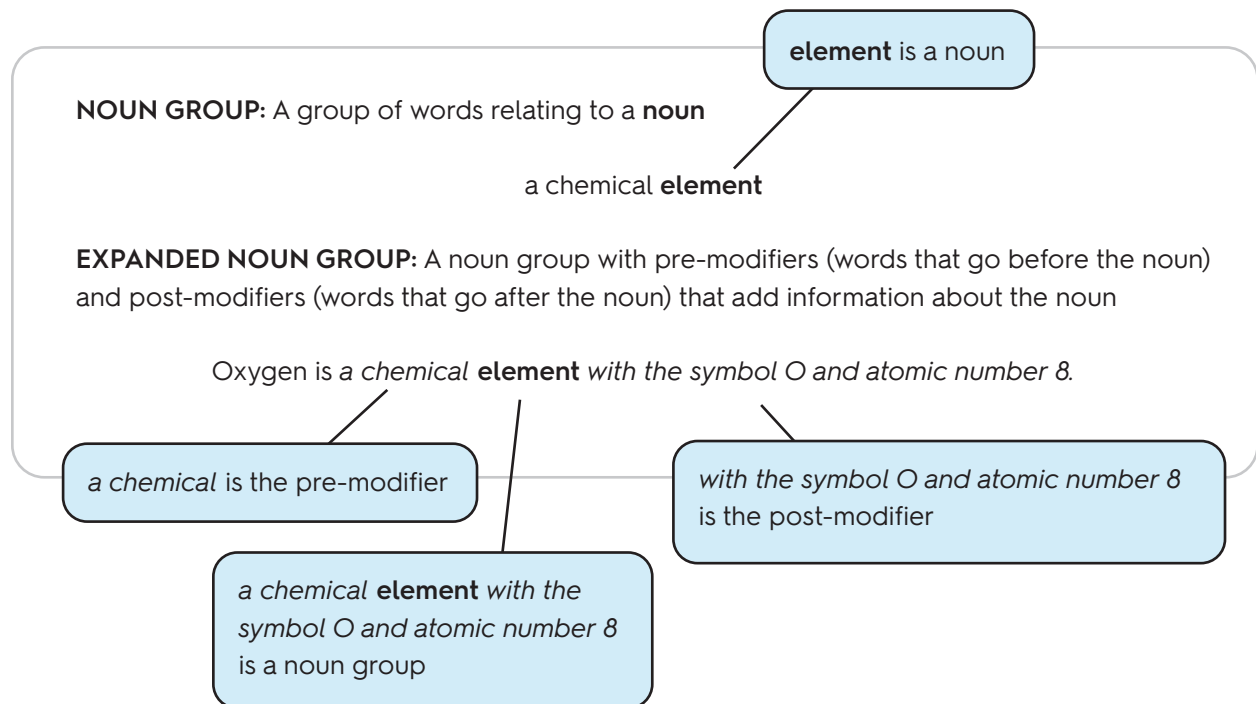 element is a noun
NOUN GROUP: A group of words relating to a noun
a chemical element
EXPANDED NOUN GROUP: A noun group with pre-modifiers (words that go before the noun)
and post-modifiers (words that go after the noun) that add information about the noun
Oxygen is a chemical element with the symbol O and atomic number 8.
a chemical is the pre-modifier
with the symbol O and atomic number 8
is the post-modifier
a chemical element with the
symbol O and atomic number 8
is a noun group